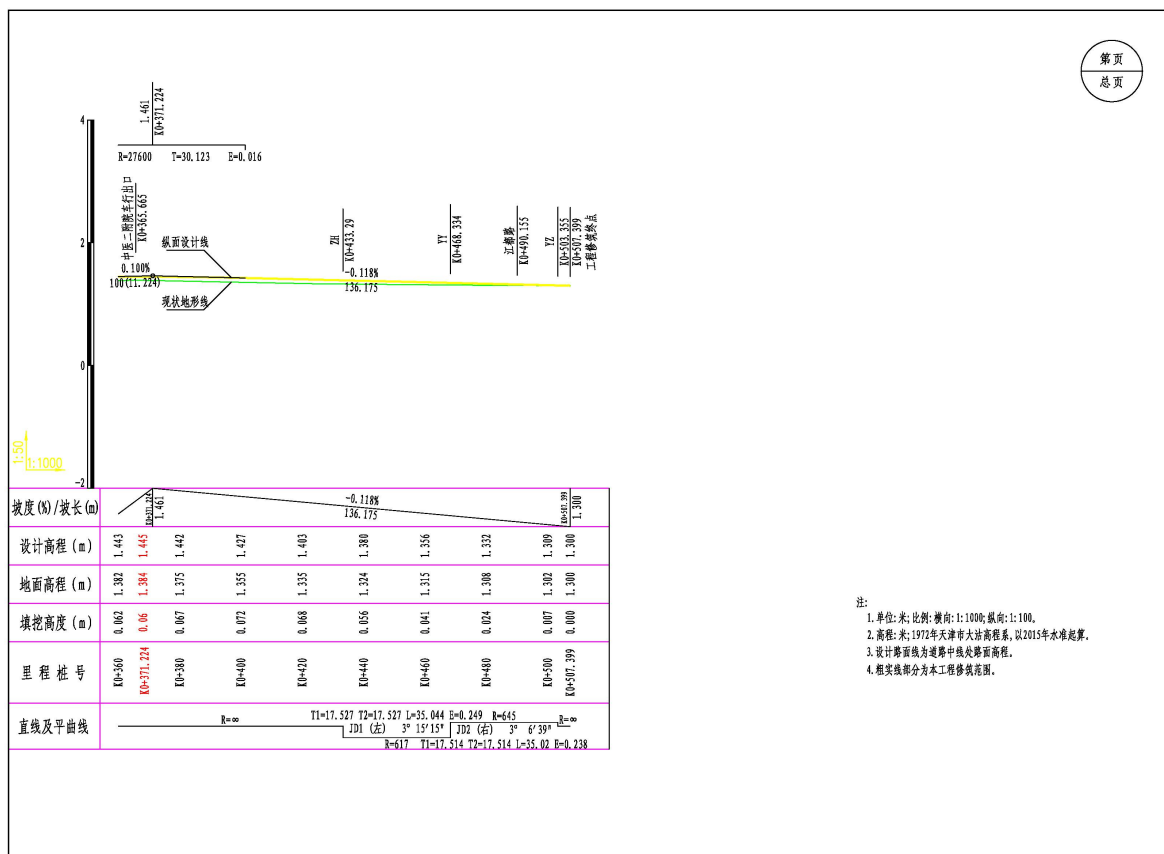 第页
总页
1.461
K0+371.224
R=27600 T=30.123 E=0.016
中医二附院车行出口
K0+365.665
纵面设计线
0.100%
100(11.224)
现状地形线
ZH
K0+433.29
-0.118%
136.175
YY
K0+468.334
江都路
K0+490.155
YZ
K0+503.355
K0+507.399
工程修筑终点
4
2
0
-2
1:50
1:1000
坡度(%)/坡长(m)
K0+371.224
1.461
-0.118%
136.175
K0+507.399
1.300
设计高程(m) 1.443 1.445 1.442 1.427 1.403 1.380 1.356 1.332 1.309 1.300
地面高程(m) 1.382 1.384 1.375 1.355 1.335 1.324 1.315 1.308 1.302 1.300
填挖高度(m) 0.062 0.06 0.067 0.072 0.068 0.056 0.041 0.024 0.007 0.000
里程桩号 K0+360 K0+371.224 K0+380 K0+400 K0+420 K0+440 K0+460 K0+480 K0+500 K0+507.399
直线及平曲线
R=∞
T1=17.527 T2=17.527 L=35.044 E=0.249 R=645
R=∞
JD1 (左) 3° 15′15″ JD2 (右) 3° 6′39″
R=617 T1=17.514 T2=17.514 L=35.02 E=0.238
注:
1.单位:米;比例:横向:1:1000;纵向:1:100。
2.高程:米;1972年天津市大沽高程系,以2015年水准起算。
3.设计路面线为道路中线处路面高程。
4.粗实线部分为本工程修筑范围。